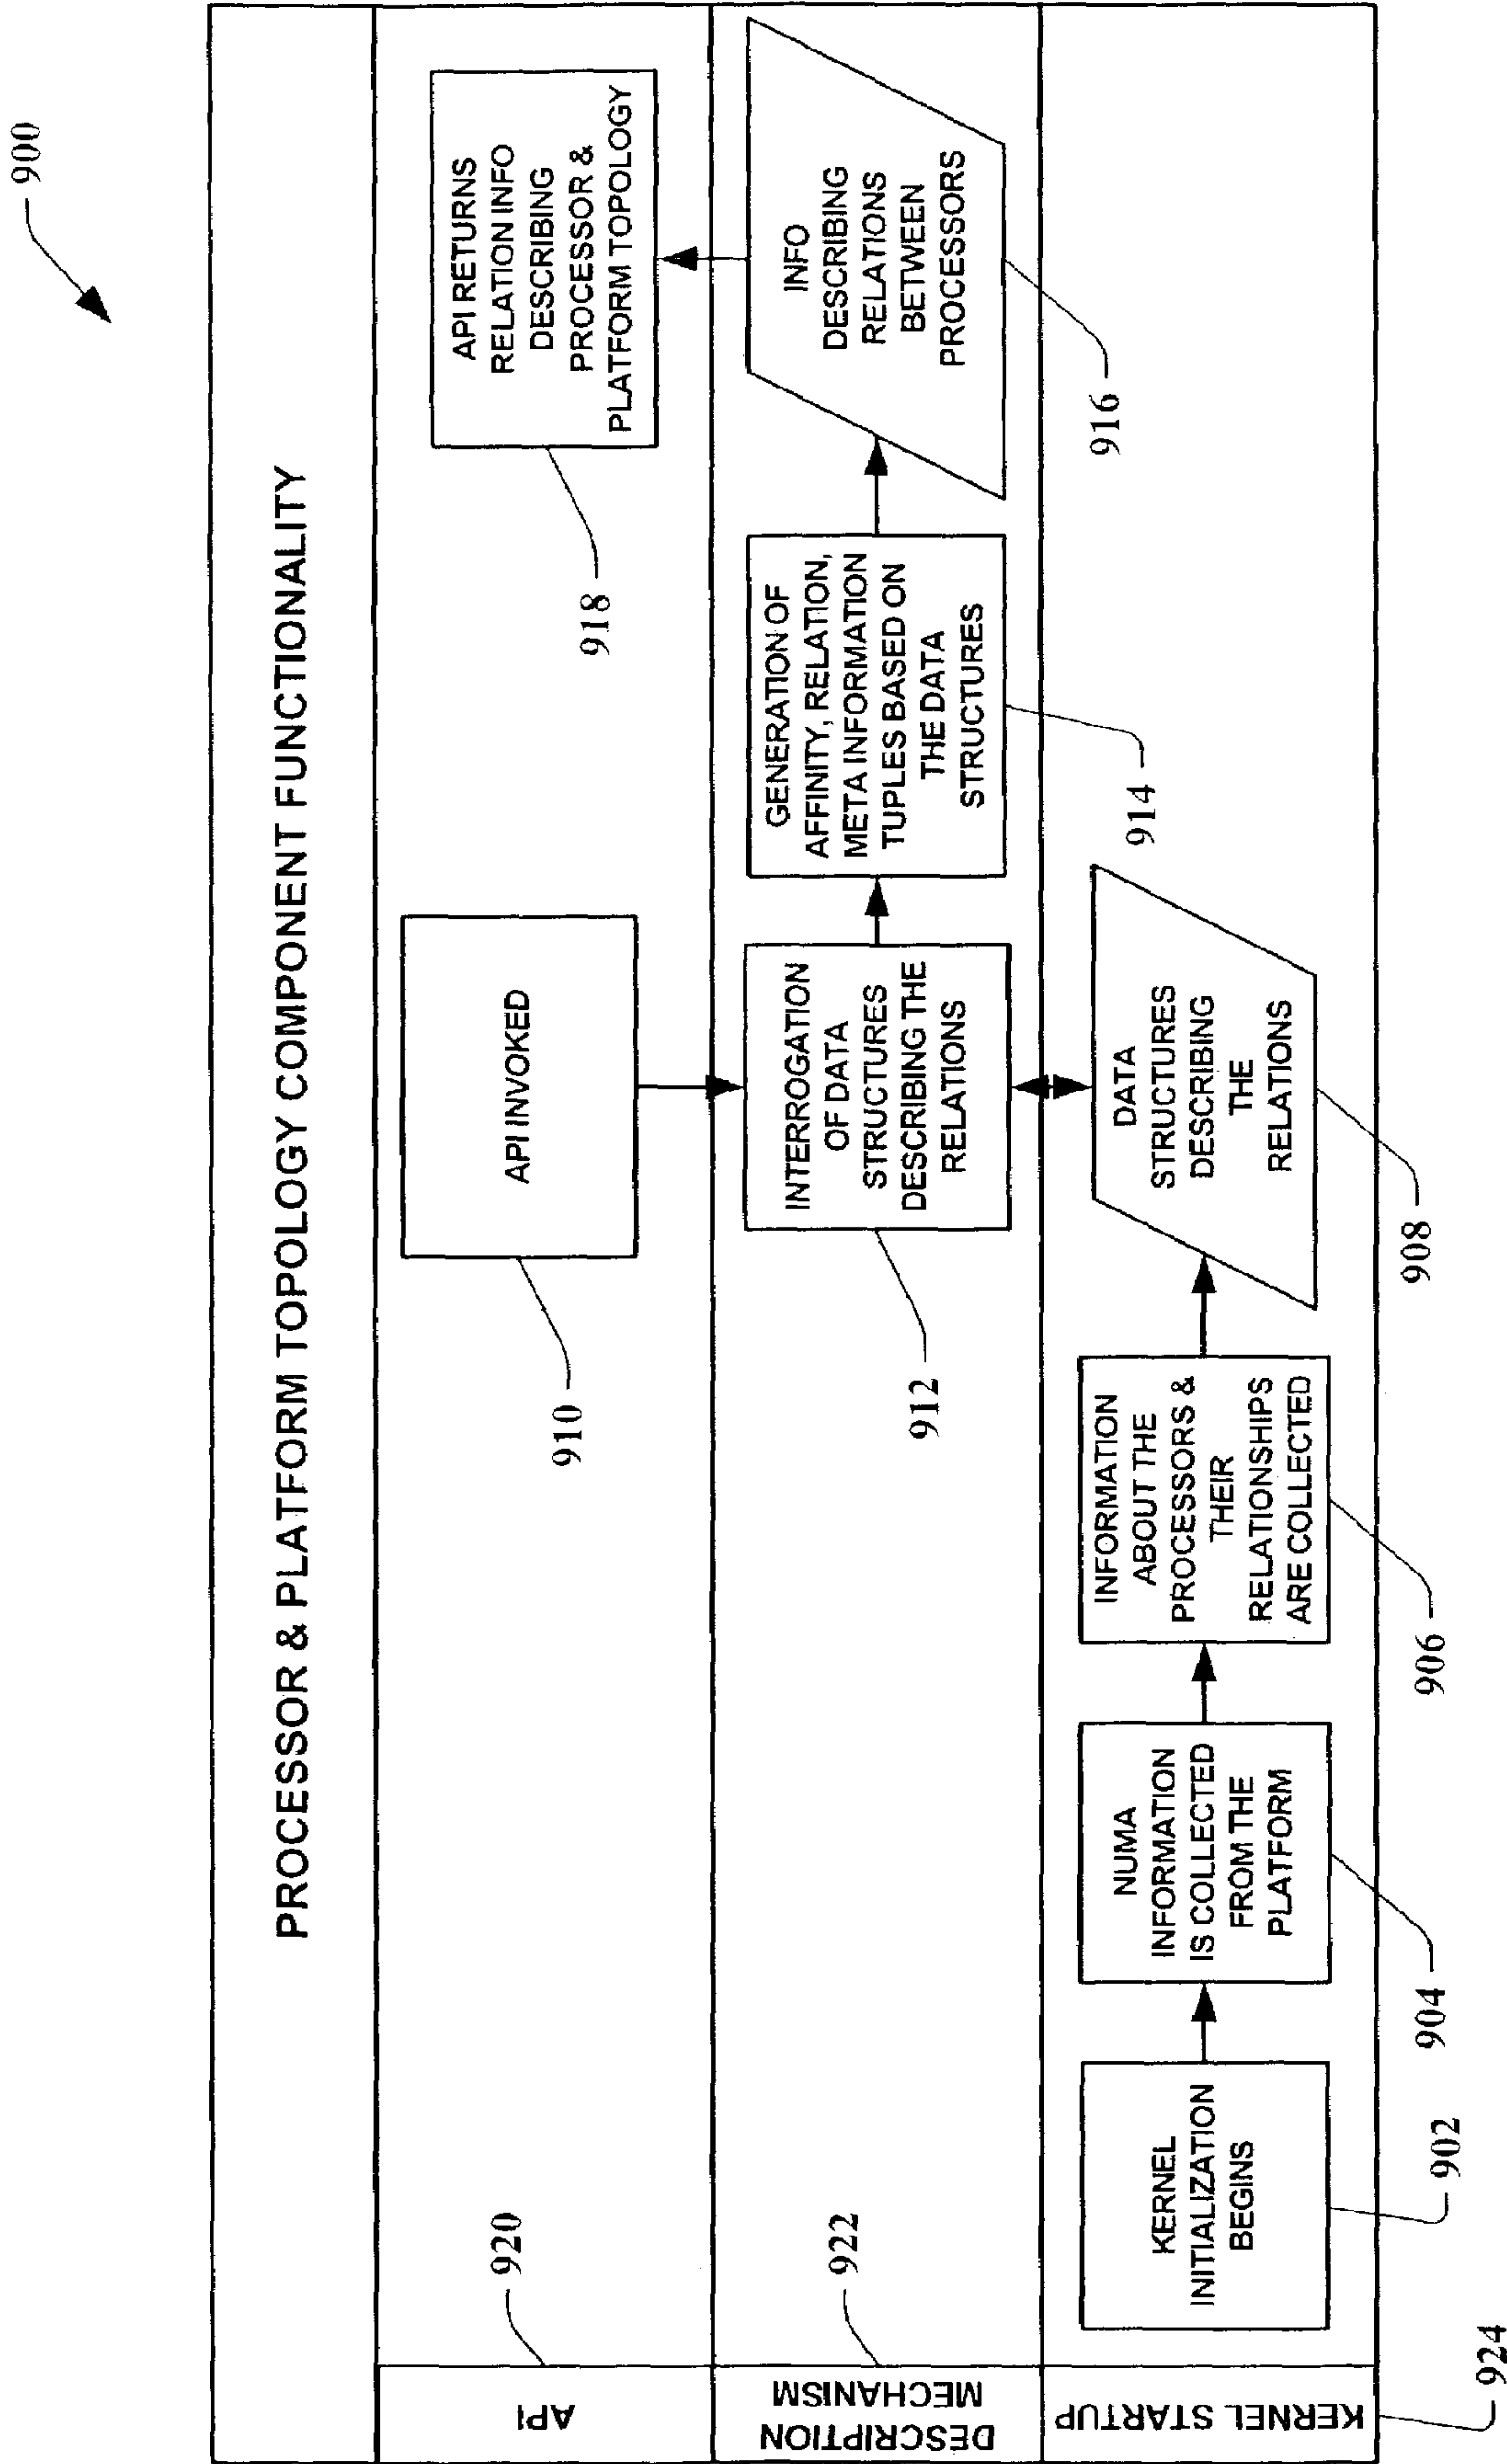 900
PROCESSOR & PLATFORM TOPOLOGY COMPONENT FUNCTIONALITY
API
920
API INVOKED
910
API RETURNS
RELATION INFO
DESCRIBING
PROCESSOR &
PLATFORM TOPOLOGY
918
DESCRIPTION
MECHANISM
922
INTERROGATION
OF DATA
STRUCTURES
DESCRIBING THE
RELATIONS
912
GENERATION OF
AFFINITY, RELATION,
META INFORMATION
TUPLES BASED ON
THE DATA
STRUCTURES
914
INFO
DESCRIBING
RELATIONS
BETWEEN
PROCESSORS
916
KERNEL STARTUP
924
KERNEL
INITIALIZATION
BEGINS
902
NUMA
INFORMATION
IS COLLECTED
FROM THE
PLATFORM
904
INFORMATION
ABOUT THE
PROCESSORS &
THEIR
RELATIONSHIPS
ARE COLLECTED
906
DATA
STRUCTURES
DESCRIBING
THE
RELATIONS
908